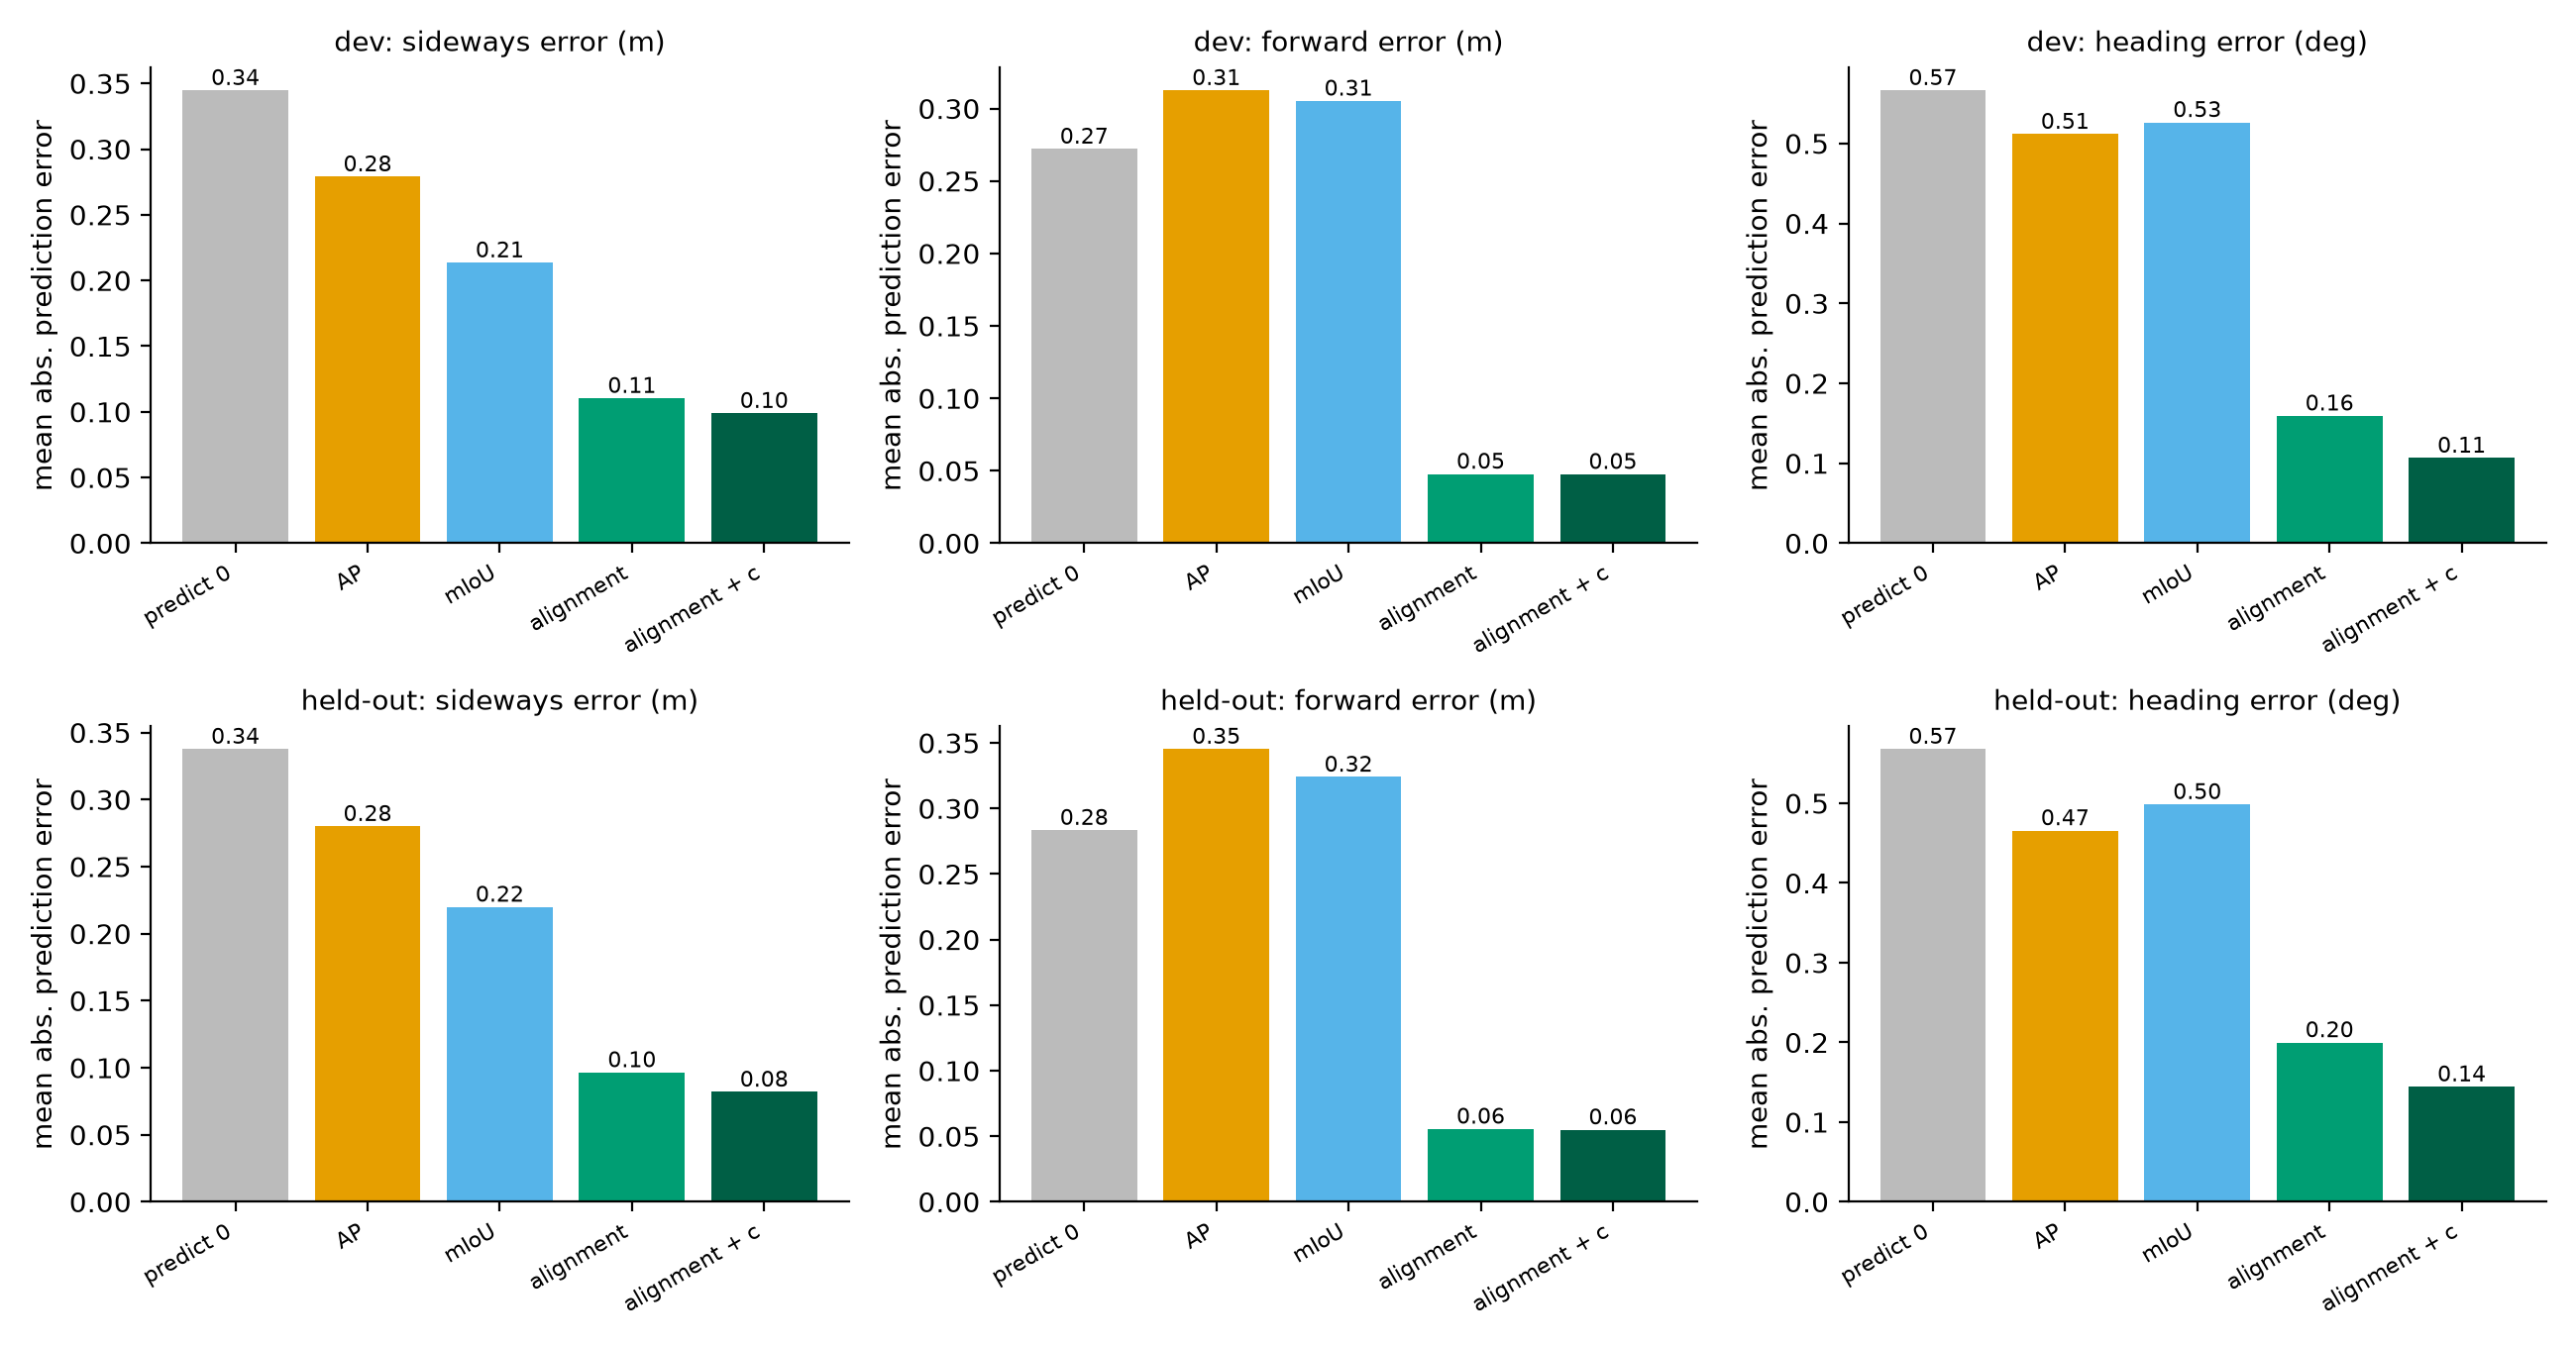 dev: sideways error (m)
mean abs. prediction error
0.35
0.30
0.25
0.20
0.15
0.10
0.05
0.00
0.34
0.28
0.21
0.11
0.10
predict 0
AP
mIoU
alignment
alignment + c
dev: forward error (m)
mean abs. prediction error
0.30
0.25
0.20
0.15
0.10
0.05
0.00
0.27
0.31
0.31
0.05
0.05
predict 0
AP
mIoU
alignment
alignment + c
dev: heading error (deg)
mean abs. prediction error
0.5
0.4
0.3
0.2
0.1
0.0
0.57
0.51
0.53
0.16
0.11
predict 0
AP
mIoU
alignment
alignment + c
held-out: sideways error (m)
mean abs. prediction error
0.35
0.30
0.25
0.20
0.15
0.10
0.05
0.00
0.34
0.28
0.22
0.10
0.08
predict 0
AP
mIoU
alignment
alignment + c
held-out: forward error (m)
mean abs. prediction error
0.35
0.30
0.25
0.20
0.15
0.10
0.05
0.00
0.28
0.35
0.32
0.06
0.06
predict 0
AP
mIoU
alignment
alignment + c
held-out: heading error (deg)
mean abs. prediction error
0.5
0.4
0.3
0.2
0.1
0.0
0.57
0.47
0.50
0.20
0.14
predict 0
AP
mIoU
alignment
alignment + c